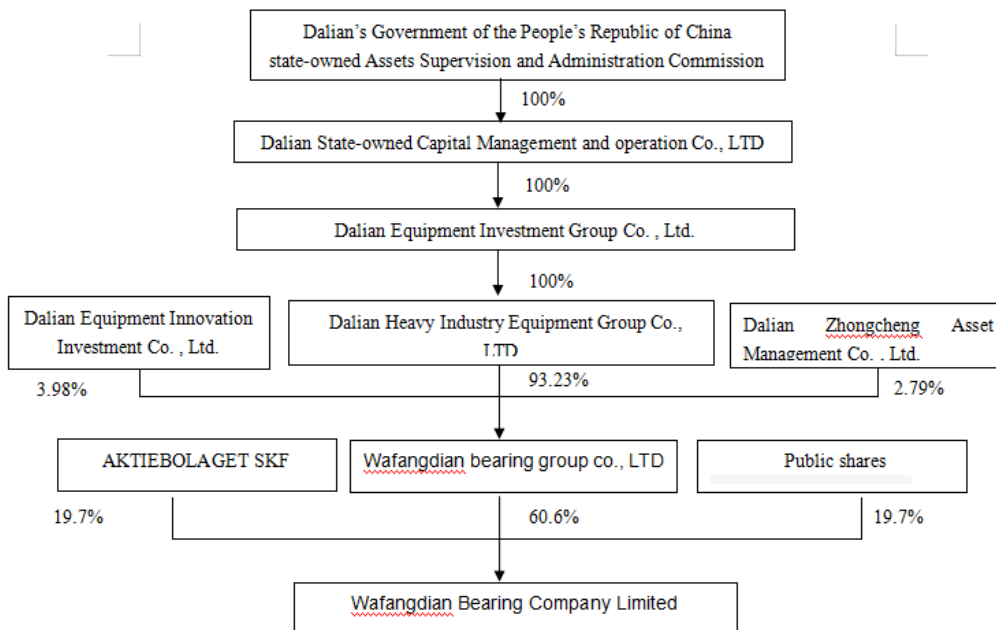 Dalian's Government of the People's Republic of China
state-owned Assets Supervision and Administration Commission
100%
Dalian State-owned Capital Management and operation Co., LTD
100%
Dalian Equipment Investment Group Co. , Ltd.
100%
Dalian Equipment Innovation
Investment Co. , Ltd.
Dalian Heavy Industry Equipment Group Co.,
LTD
Dalian Zhongcheng Asset
Management Co. , Ltd.
3.98%
93.23%
2.79%
AKTIEBOLAGET SKF
Wafangdian bearing group co., LTD
Public shares
19.7%
60.6%
19.7%
Wafangdian Bearing Company Limited